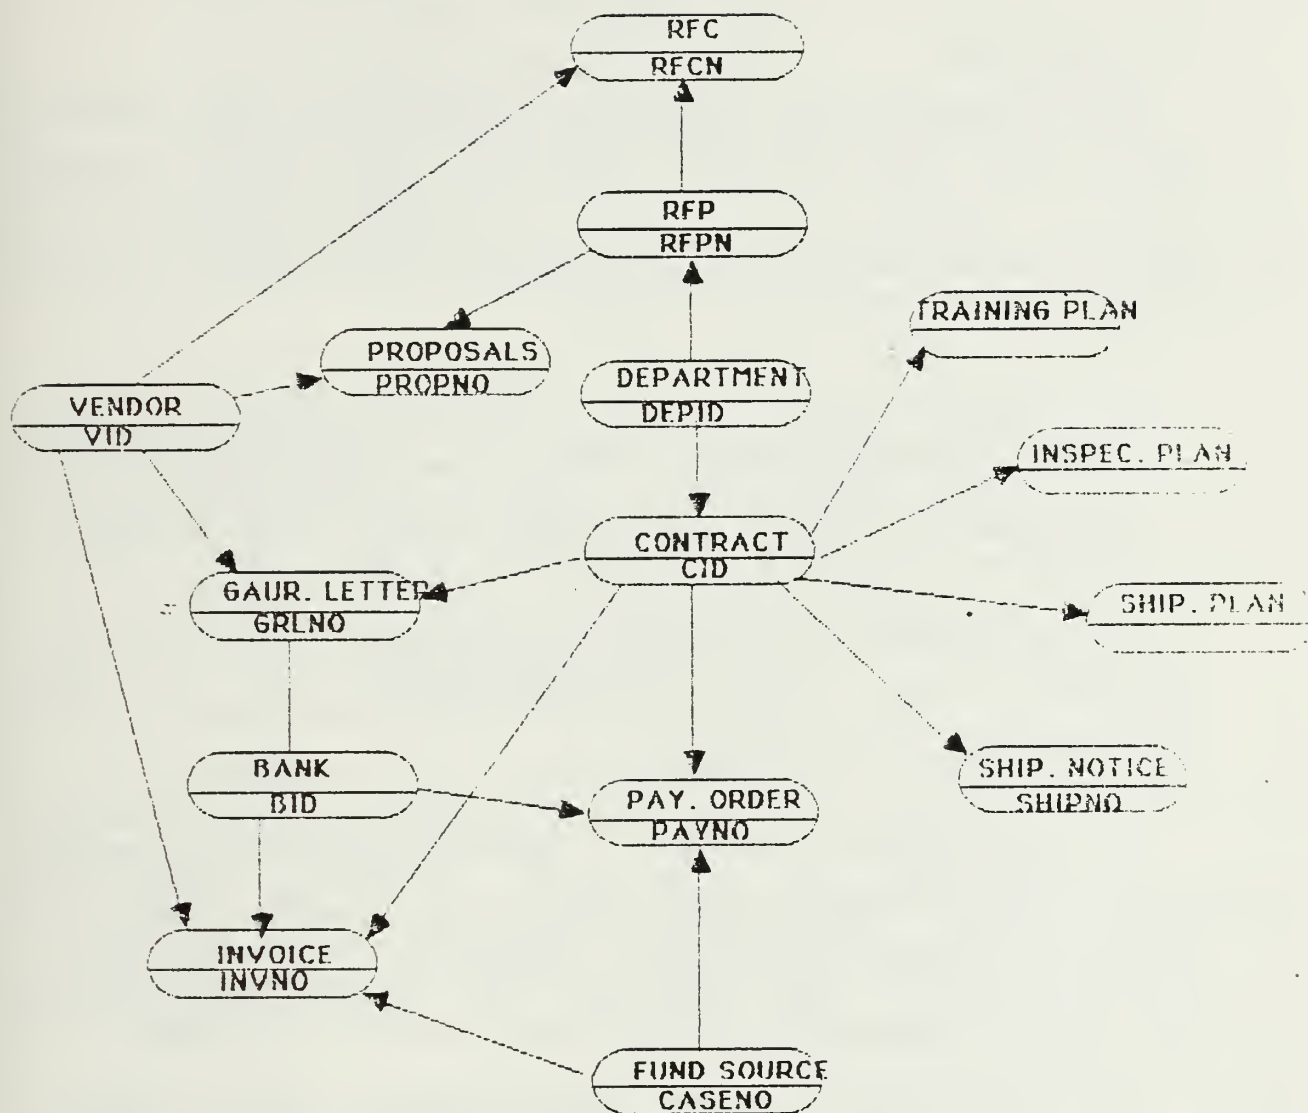 RFC
RFCN
RFP
RFPN
TRAINING PLAN
PROPOSALS
PROPNO
DEPARTMENT
DEPID
VENDOR
VID
INSPEC. PLAN
CONTRACT
CID
GAUR. LETTER
GRLNO
SHIP. PLAN
BANK
BID
SHIP. NOTICE
SHIPNO
PAY. ORDER
PAYNO
INVOICE
INVNO
FUND SOURCE
CASENO